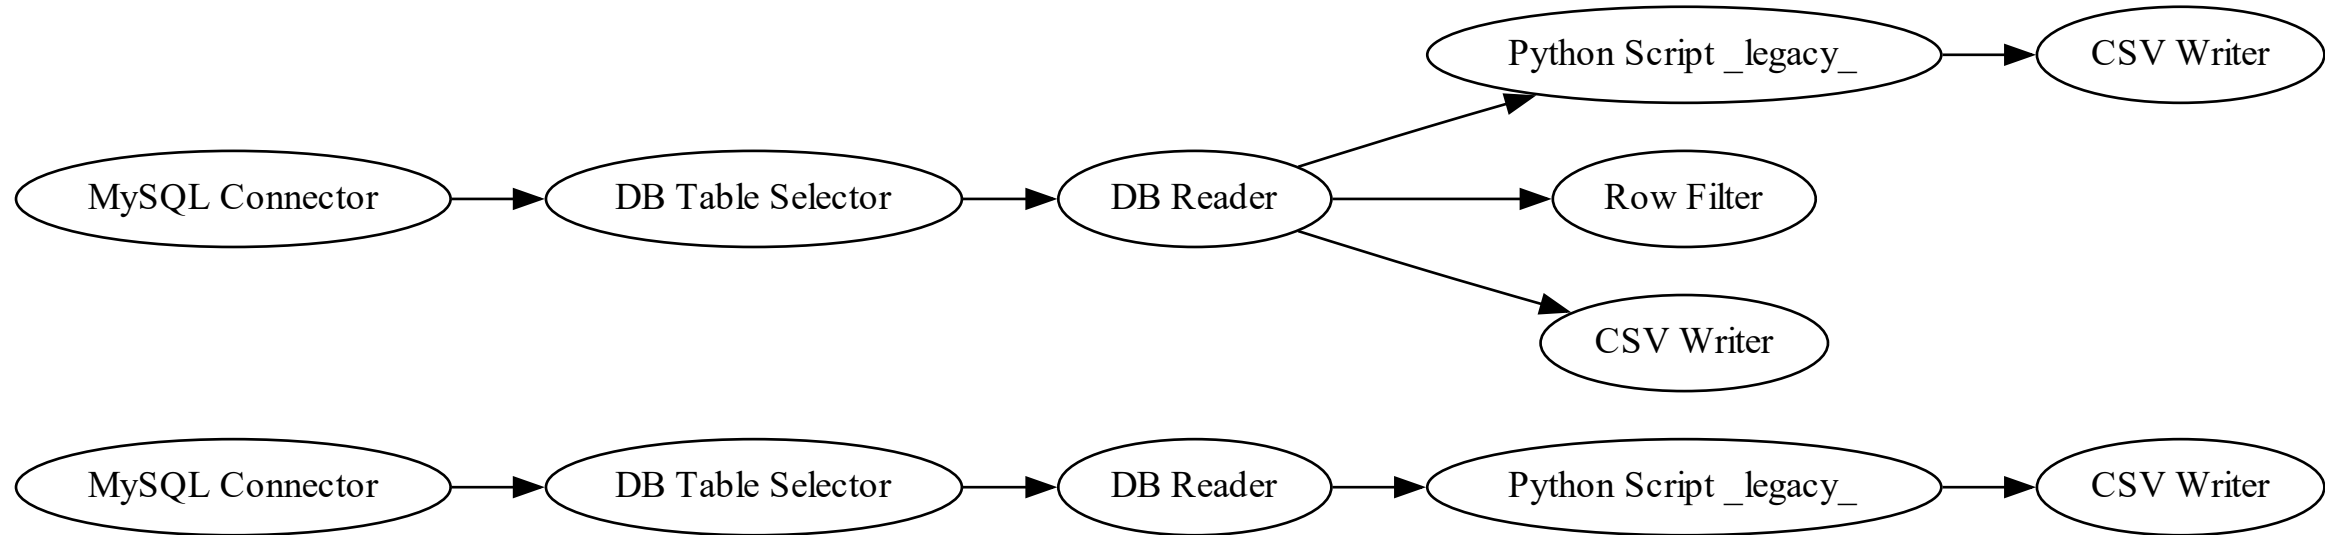 Python Script _legacy_
CSV Writer
MySQL Connector
DB Table Selector
DB Reader
Row Filter
CSV Writer
MySQL Connector
DB Table Selector
DB Reader
Python Script _legacy_
CSV Writer